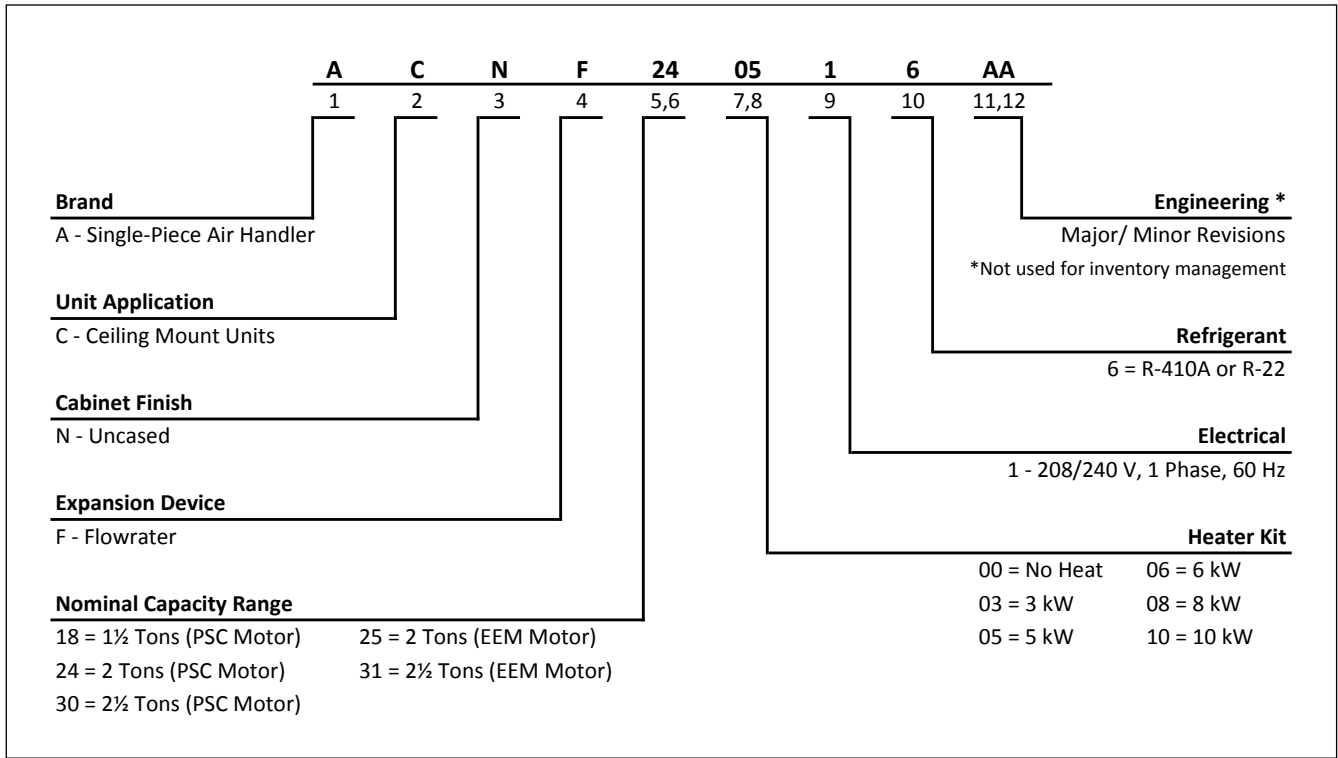 A C N F 24 05 1 6 AA
1 2 3 4 5,6 7,8 9 10 11,12
Brand
A - Single-Piece Air Handler
Unit Application
C - Ceiling Mount Units
Cabinet Finish
N - Uncased
Expansion Device
F - Flowrater
Nominal Capacity Range
18 = 1½ Tons (PSC Motor) 25 = 2 Tons (EEM Motor)
24 = 2 Tons (PSC Motor) 31 = 2½ Tons (EEM Motor)
30 = 2½ Tons (PSC Motor)
Engineering *
Major/ Minor Revisions
*Not used for inventory management
Refrigerant
6 = R-410A or R-22
Electrical
1 - 208/240 V, 1 Phase, 60 Hz
Heater Kit
00 = No Heat 06 = 6 kW
03 = 3 kW 08 = 8 kW
05 = 5 kW 10 = 10 kW